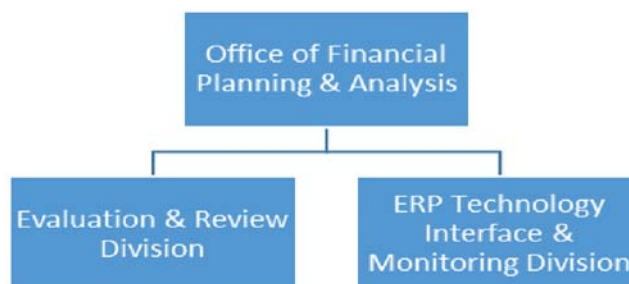 Office of Financial
Planning & Analysis
Evaluation & Review
Division
ERP Technology
Interface &
Monitoring Division